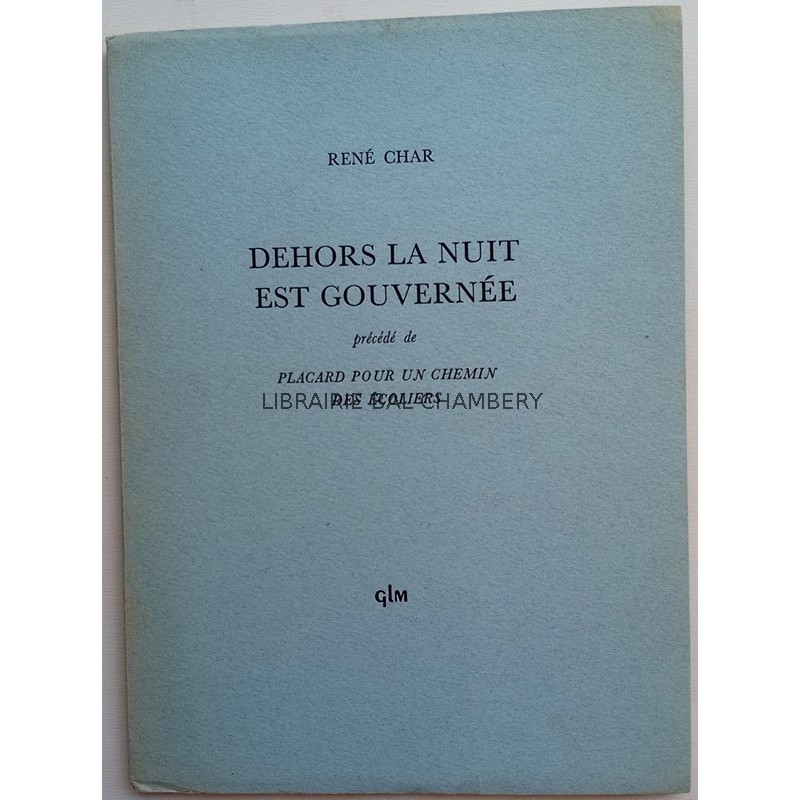 RENÉ CHAR
DEHORS LA NUIT
EST GOUVERNÉE
précédé de
PLACARD POUR UN CHEMIN
DES ÉCOLIERS
LIBRAIRIE BAL CHAMBERY
glm